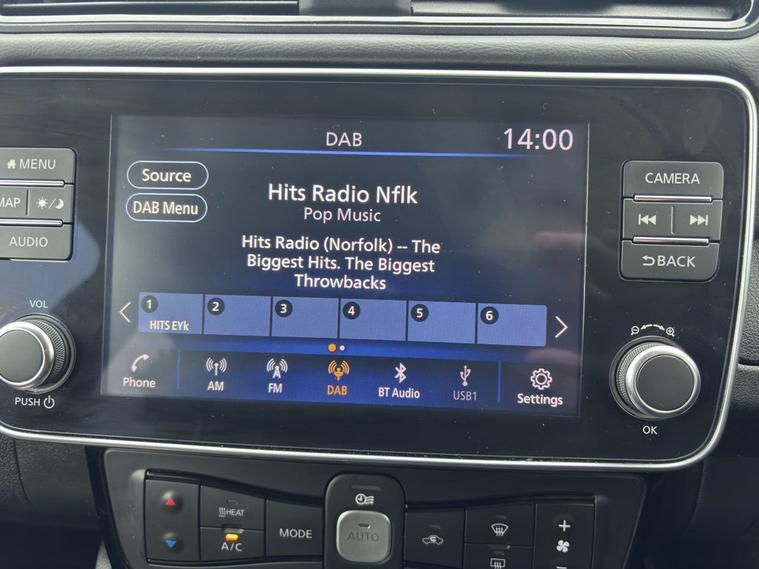 DAB
14:00
Source
DAB Menu
Hits Radio Nflk
Pop Music
Hits Radio (Norfolk) -- The
Biggest Hits. The Biggest
Throwbacks
1 2 3 4 5 6
HITS EYk
Phone AM FM DAB BT Audio USB1 Settings
MENU
MAP
AUDIO
VOL
PUSH
CAMERA
BACK
OK
HEAT
A/C
MODE
AUTO